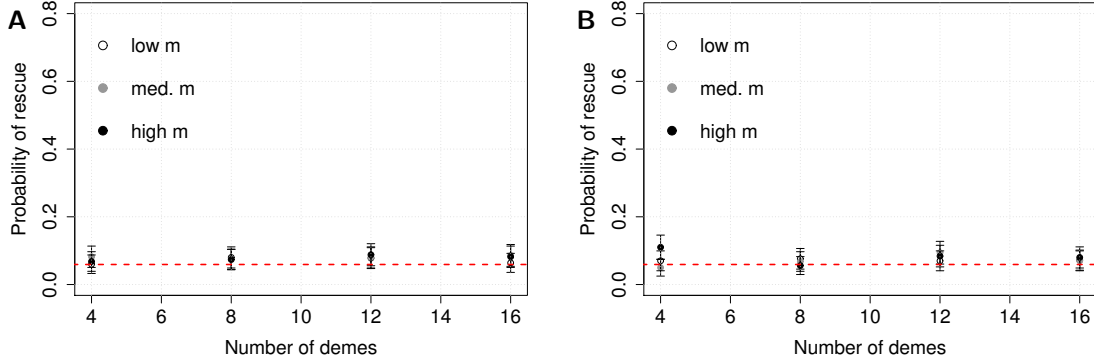 A
low m
med. m
high m
Probability of rescue
0.0 0.2 0.4 0.6 0.8
4 6 8 10 12 14 16
Number of demes
B
low m
med. m
high m
Probability of rescue
0.0 0.2 0.4 0.6 0.8
4 6 8 10 12 14 16
Number of demes